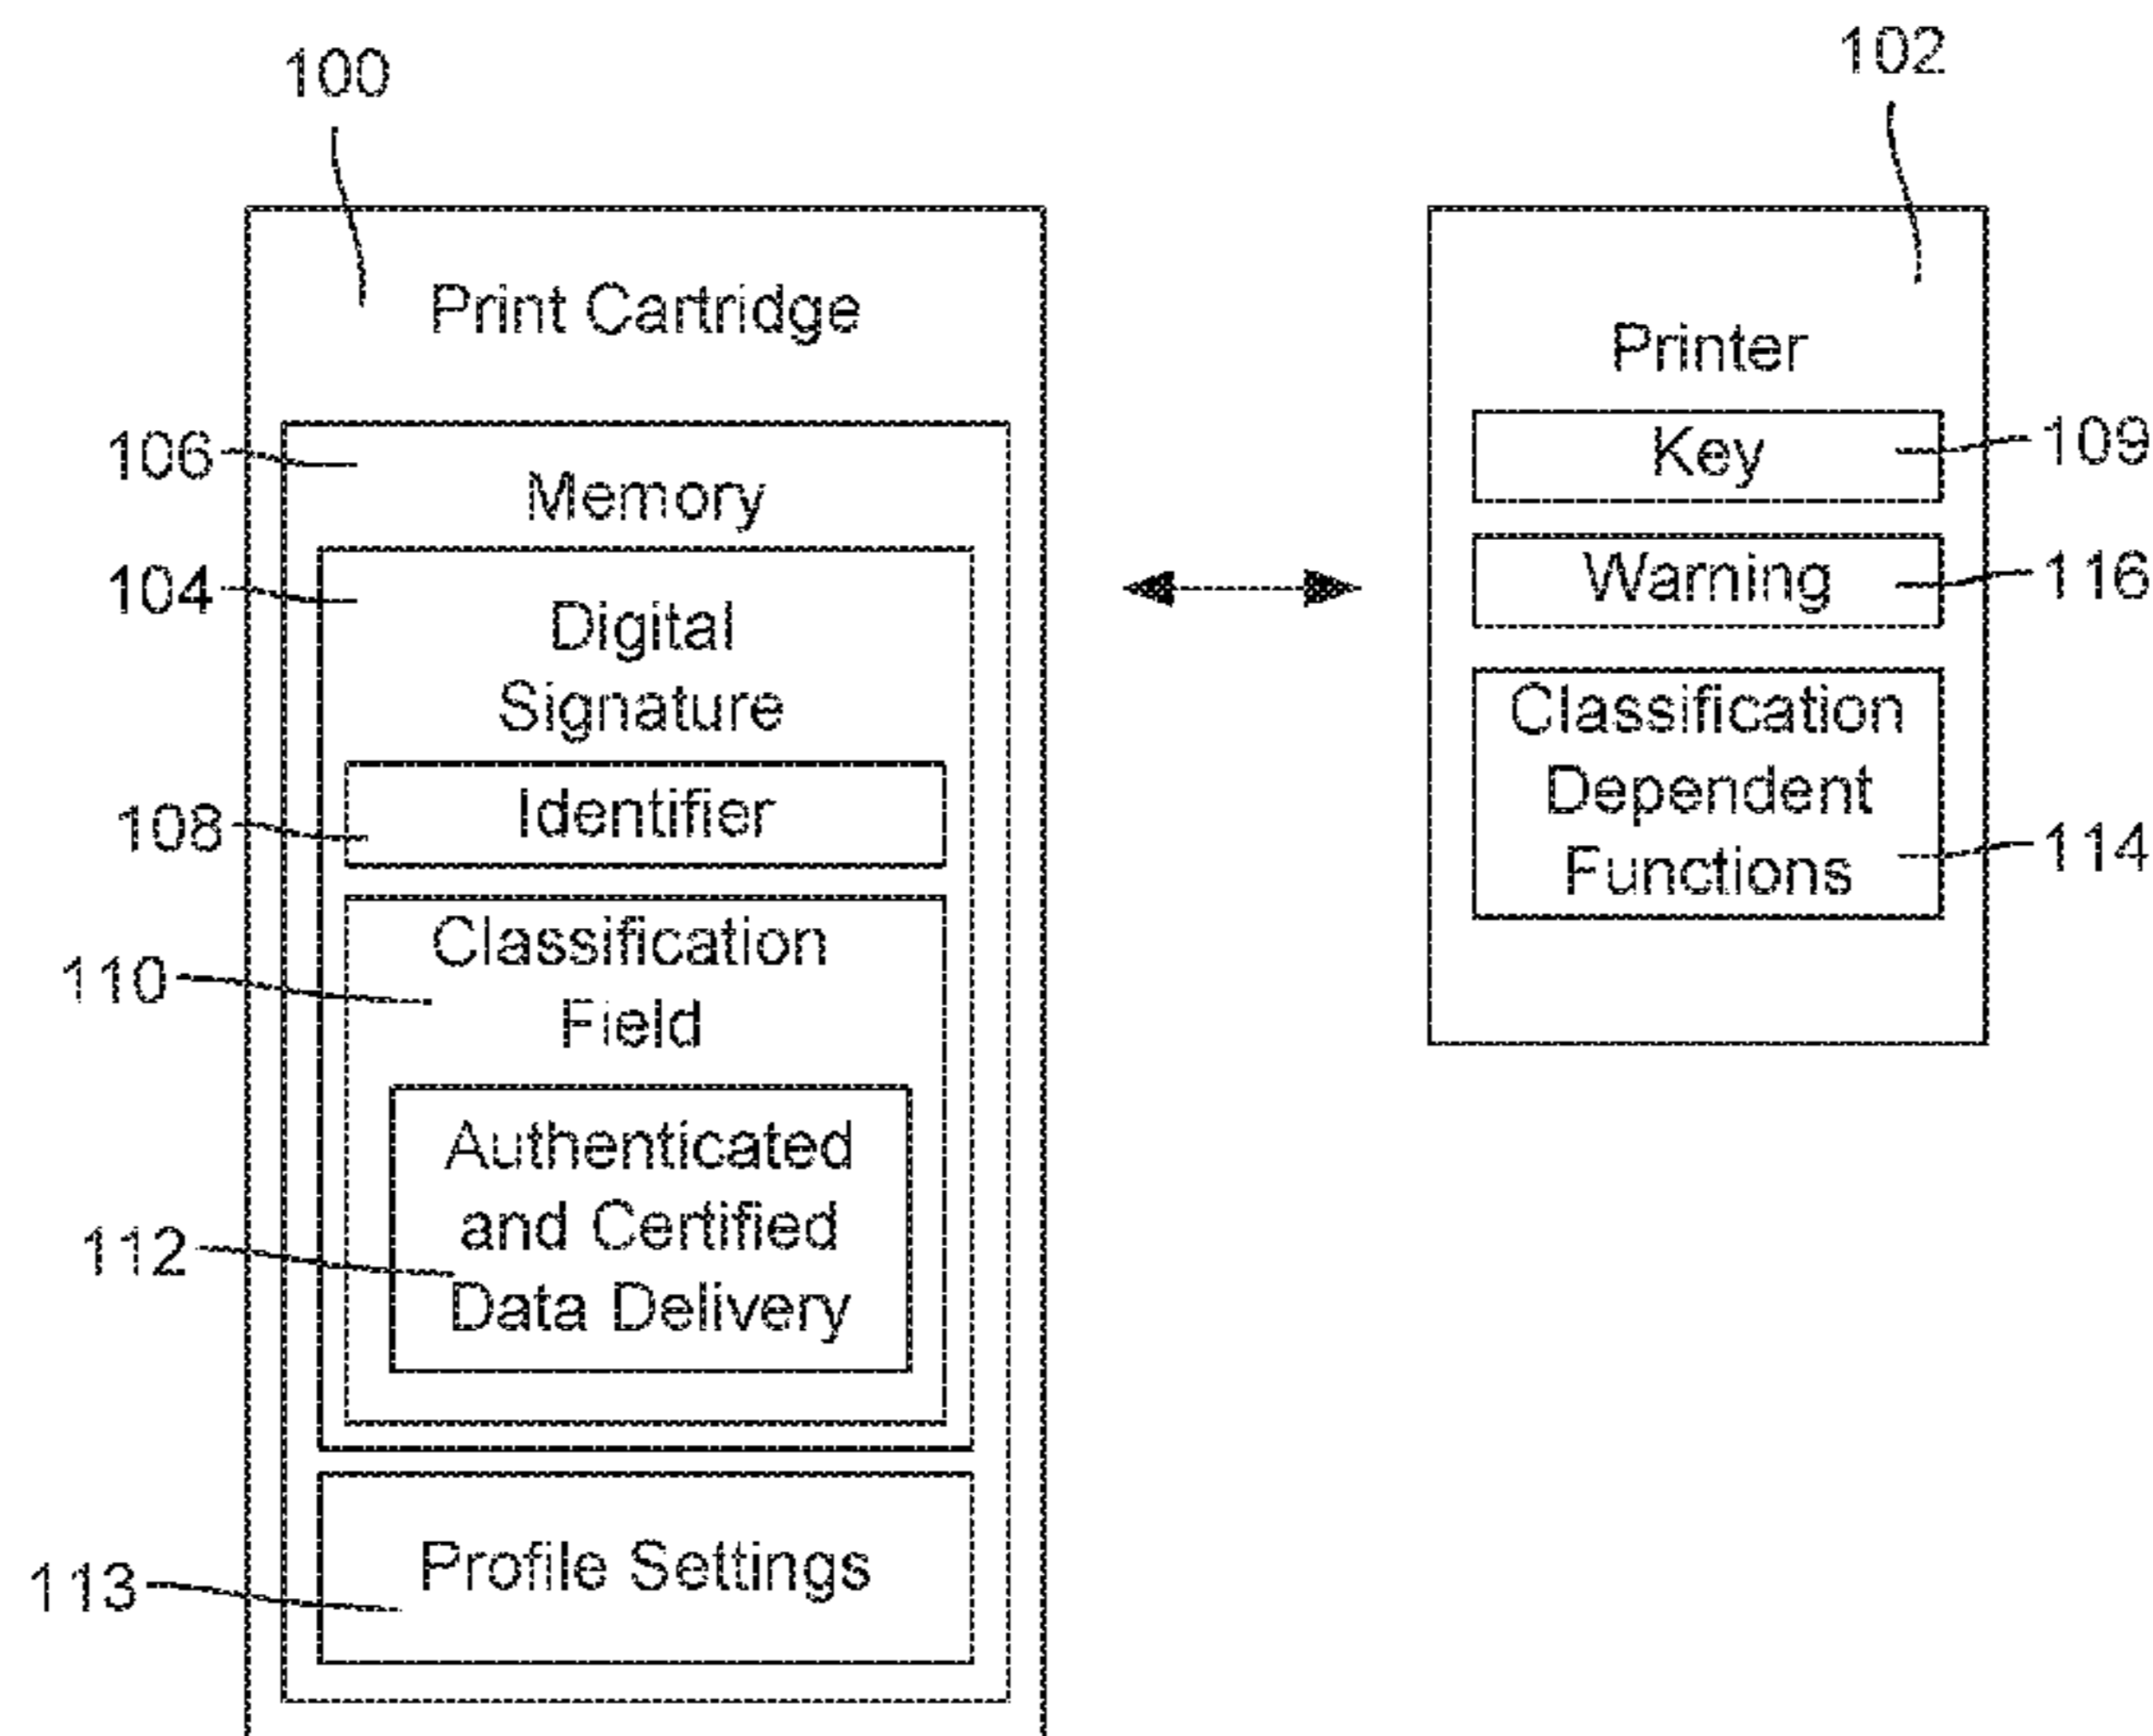 100
Print Cartridge
106
Memory
104
Digital
Signature
108
Identifier
110
Classification
Field
112
Authenticated
and Certified
Data Delivery
113
Profile Settings
102
Printer
Key
109
Warning
116
Classification
Dependent
Functions
114